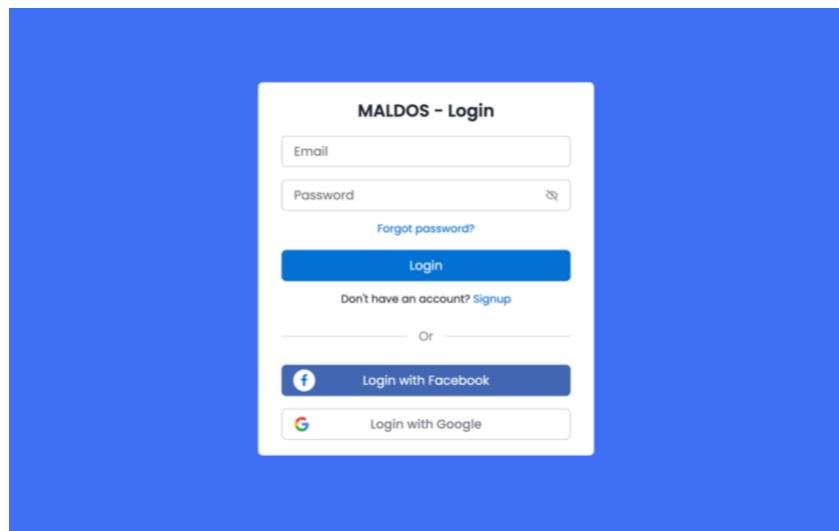 MALDOS - Login
Email
Password
Forgot password?
Login
Don't have an account? Signup
Or
Login with Facebook
Login with Google